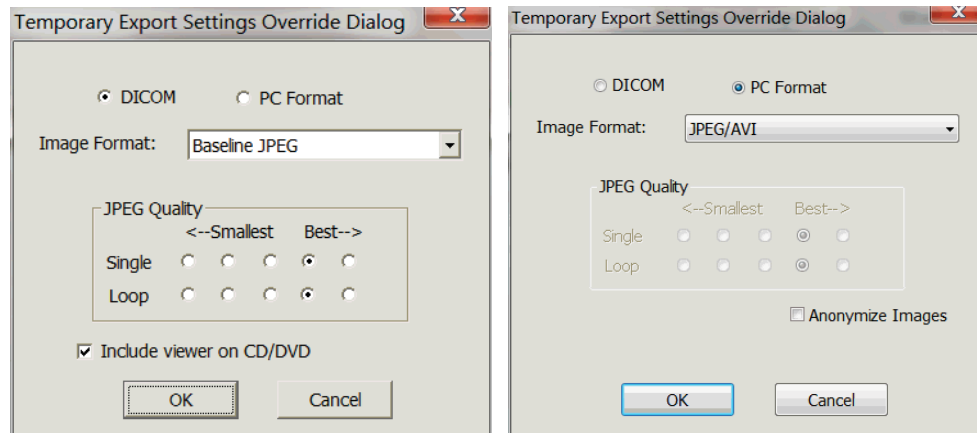 Temporary Export Settings Override Dialog
DICOM PC Format
Image Format: Baseline JPEG
JPEG Quality
<--Smallest Best-->
Single
Loop
Include viewer on CD/DVD
OK Cancel
Temporary Export Settings Override Dialog
DICOM PC Format
Image Format: JPEG/AVI
JPEG Quality
<--Smallest Best-->
Single
Loop
Anonymize Images
OK Cancel